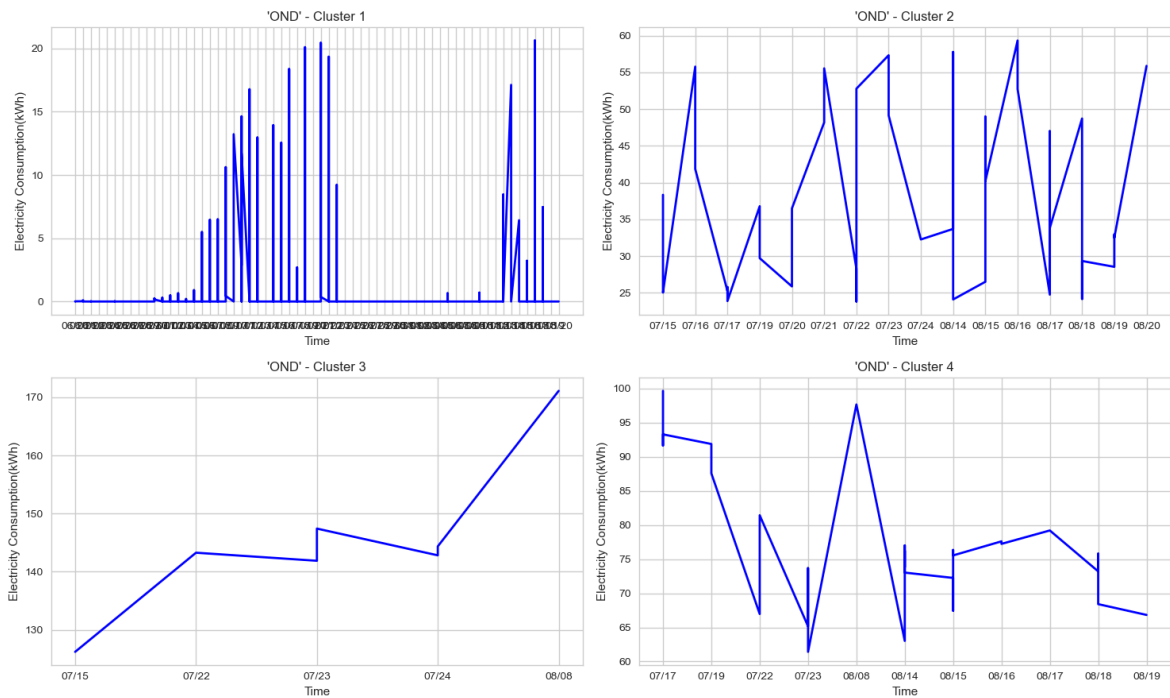 'OND' - Cluster 1
Electricity Consumption(kWh)
20
15
10
5
0
Time
'OND' - Cluster 2
Electricity Consumption(kWh)
60
55
50
45
40
35
30
25
07/15 07/16 07/17 07/19 07/20 07/21 07/22 07/23 07/24 08/14 08/15 08/16 08/17 08/18 08/19 08/20
Time
'OND' - Cluster 3
Electricity Consumption(kWh)
170
160
150
140
130
07/15 07/22 07/23 07/24 08/08
Time
'OND' - Cluster 4
Electricity Consumption(kWh)
100
95
90
85
80
75
70
65
60
07/17 07/19 07/22 07/23 08/08 08/14 08/15 08/16 08/17 08/18 08/19
Time